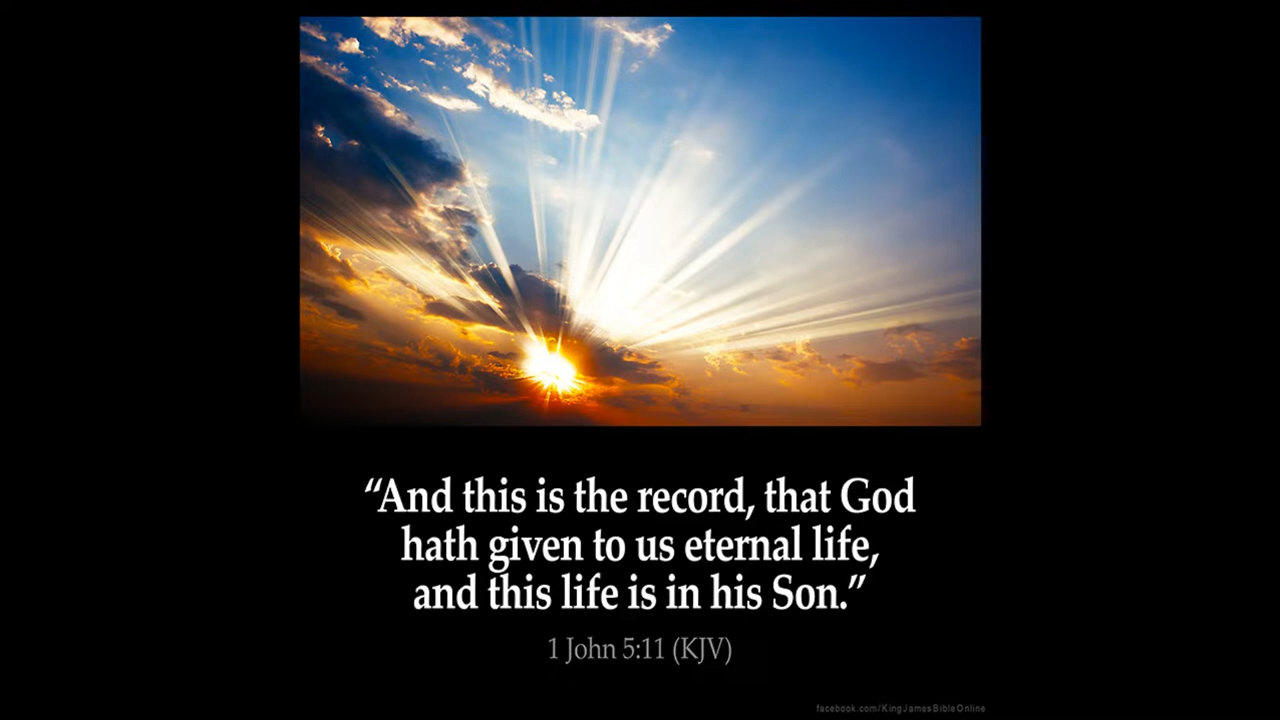 “And this is the record, that God
hath given to us eternal life,
and this life is in his Son.”
1 John 5:11 (KJV)
facebook.com/KingJamesBibleOnline